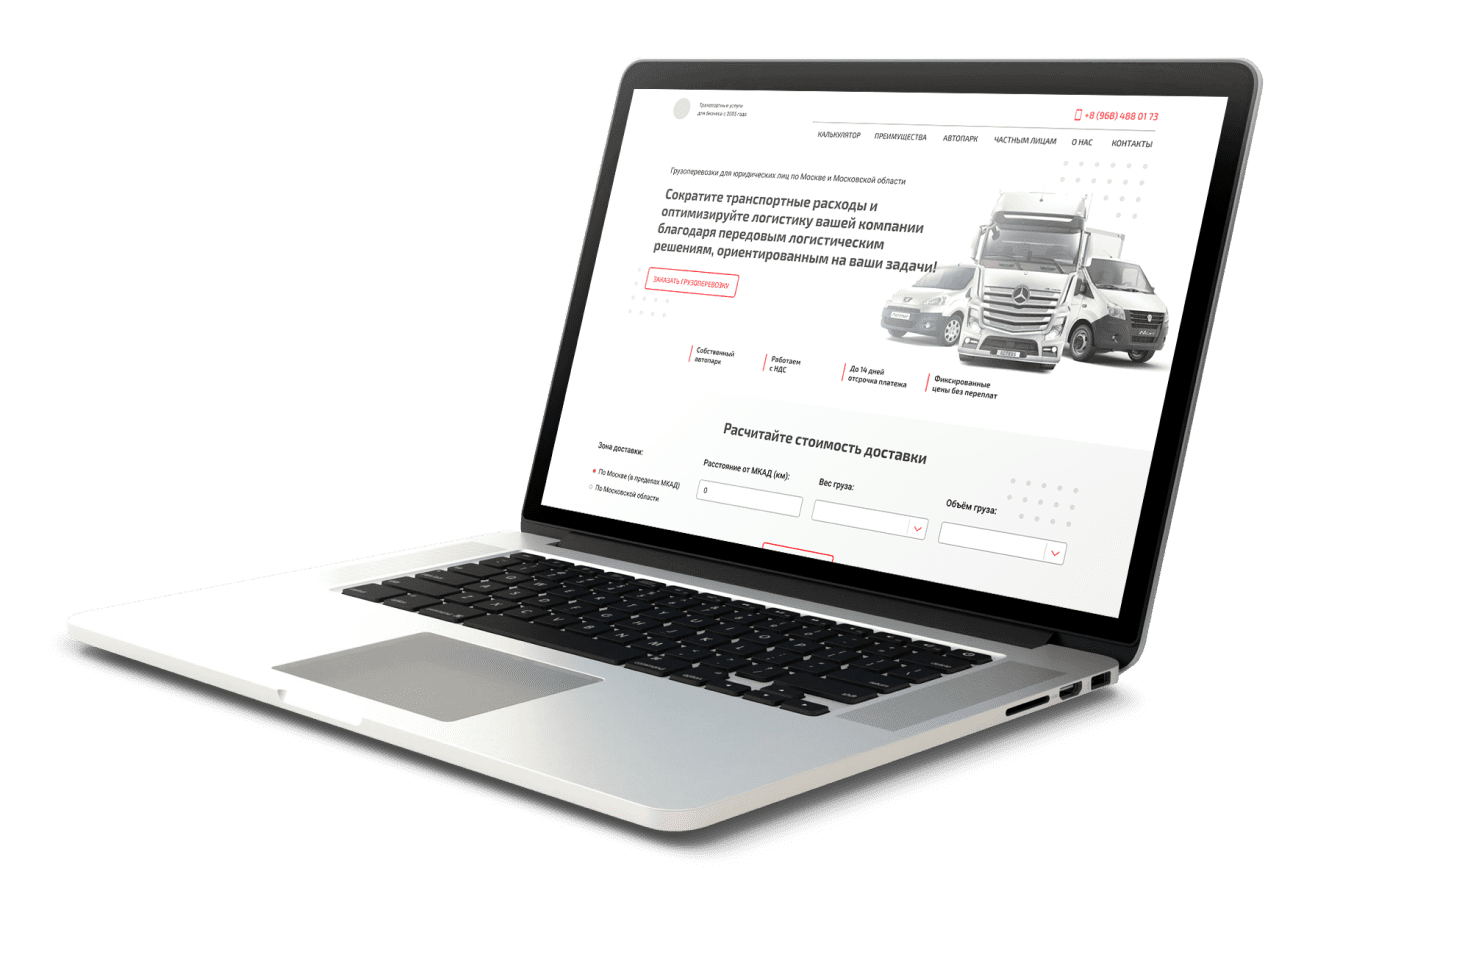 Транспортные услуги
для бизнеса с 2005 года
+8 (968) 488 01 73
КАЛЬКУЛЯТОР ПРЕИМУЩЕСТВА АВТОПАРК ЧАСТНЫМ ЛИЦАМ О НАС КОНТАКТЫ
Грузоперевозки для юридических лиц по Москве и Московской области
Сократите транспортные расходы и
оптимизируйте логистику вашей компании
благодаря передовым логистическим
решениям, ориентированным на ваши задачи!
ЗАКАЗАТЬ ГРУЗОПЕРЕВОЗКУ
Собственный
автопарк
Работаем
с НДС
До 14 дней
отсрочка платежа
Фиксированные
цены без переплат
Расчитайте стоимость доставки
Зона доставки:
По Москве (в пределах МКАД)
По Московской области
Расстояние от МКАД (км):
0
Вес груза:
Объём груза: